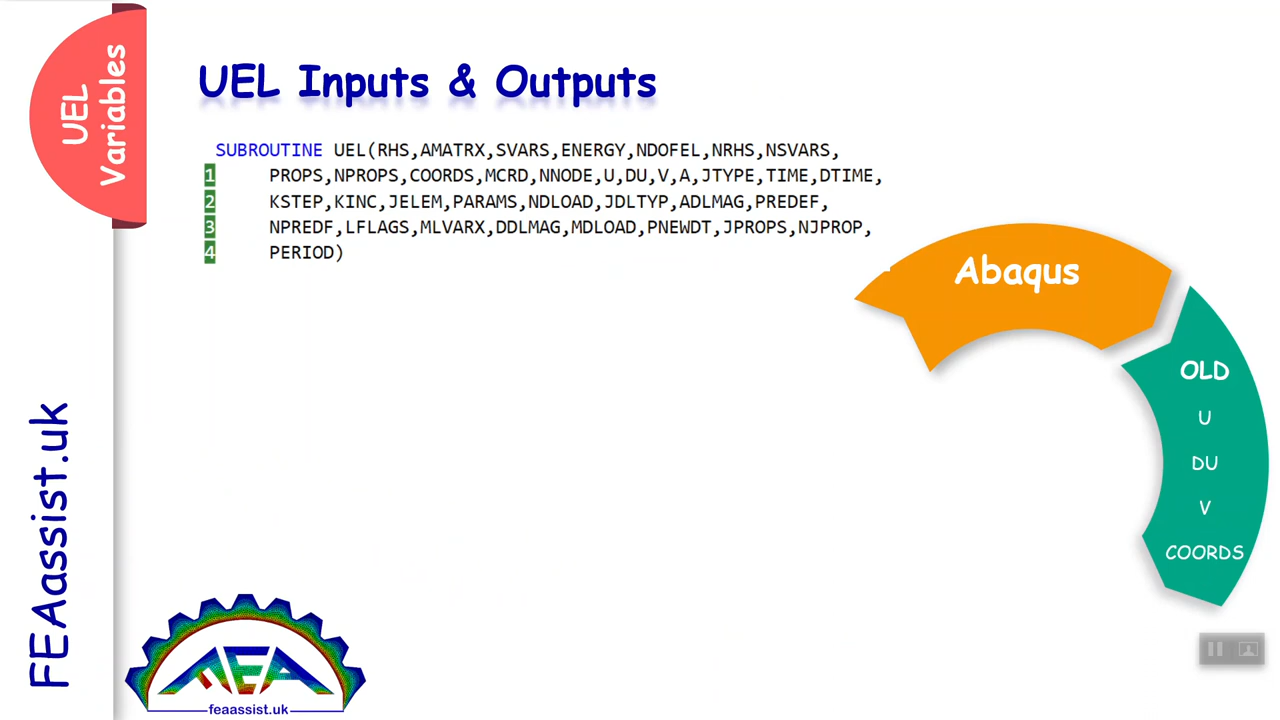 UEL
Variables
UEL Inputs & Outputs
SUBROUTINE UEL(RHS,AMATRX,SVARS,ENERGY,NDOFEL,NRHS,NSVARS,
1 PROPS,NPROPS,COORDS,MCRD,NNODE,U,DU,V,A,JTYPE,TIME,DTIME,
2 KSTEP,KINC,JELEM,PARAMS,NDLOAD,JDLTYP,ADLMAG,PREDEF,
3 NPREDF,LFLAGS,MLVARX,DDLMAG,MDLOAD,PNEWDT,JPROPS,NJPROP,
4 PERIOD)
Abaqus
OLD
U
DU
V
COORDS
FEAassist.uk
FEA
feaassist.uk